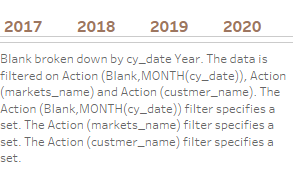 2017 2018 2019 2020
Blank broken down by cy_date Year. The data is
filtered on Action (Blank,MONTH(cy_date)), Action
(markets_name) and Action (custmer_name). The
Action (Blank,MONTH(cy_date)) filter specifies a
set. The Action (markets_name) filter specifies a
set. The Action (custmer_name) filter specifies a
set.